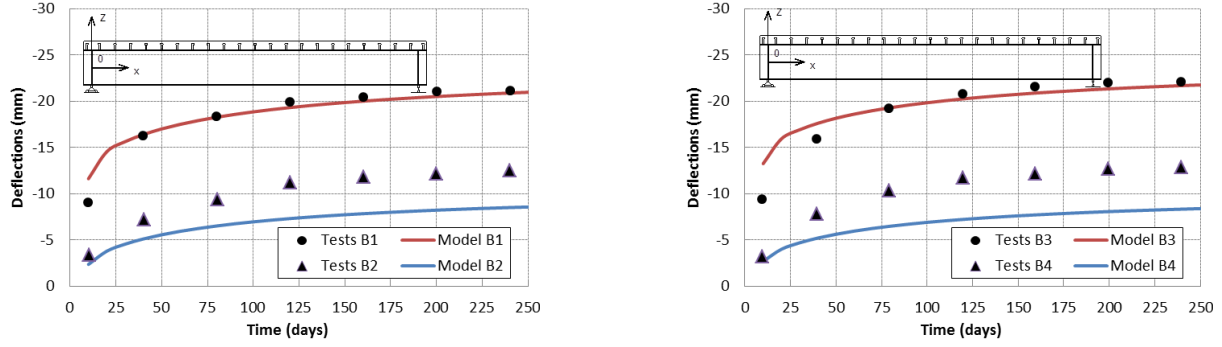 -30
-25
-20
-15
-10
-5
0
Deflections (mm)
Z
0
x
Tests B1 Model B1
Tests B2 Model B2
0 25 50 75 100 125 150 175 200 225 250
Time (days)
-30
-25
-20
-15
-10
-5
0
Deflections (mm)
Z
0
x
Tests B3 Model B3
Tests B4 Model B4
0 25 50 75 100 125 150 175 200 225 250
Time (days)